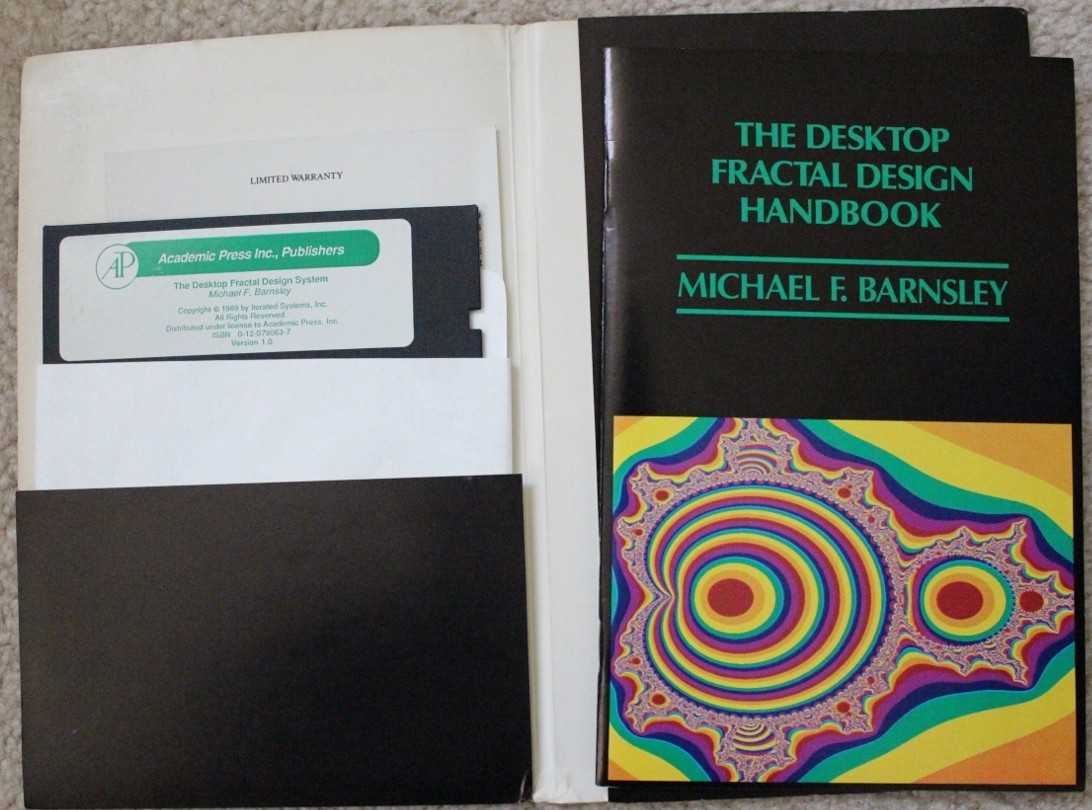 LIMITED WARRANTY
AP
Academic Press Inc., Publishers
The Desktop Fractal Design System
Michael F. Barnsley
Copyright © 1989 by Iterated Systems, Inc.
All Rights Reserved.
Distributed under license to Academic Press, Inc.
ISBN 0-12-079063-7
Version 1.0
THE DESKTOP
FRACTAL DESIGN
HANDBOOK
MICHAEL F. BARNSLEY